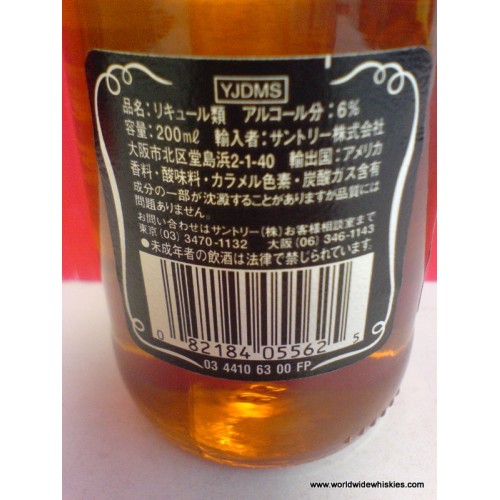 YJDMS
品名:リキュール類 アルコール分:6%
容量:200mℓ 輸入者:サントリー株式会社
大阪市北区堂島浜2-1-40 輸出国:アメリカ
香料・酸味料・カラメル色素・炭酸ガス含有
成分の一部が沈澱することがありますが品質には
問題ありません。
お問い合わせはサントリー(株)お客様相談室まで
東京(03)3470-1132 大阪(06)346-1143
●未成年者の飲酒は法律で禁じられています。
0 82184 05562 5
03 4410 63 00 FP
www.worldwidewhiskies.com